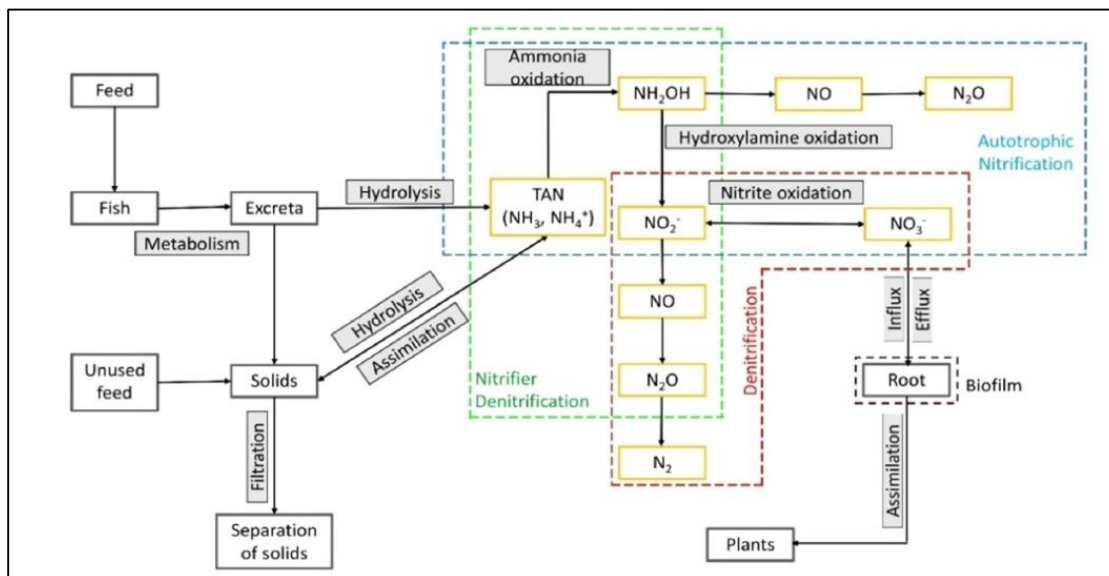 Ammonia
oxidation
Feed
NH₂OH
NO
N₂O
Hydroxylamine oxidation
Autotrophic
Nitrification
Hydrolysis
TAN
(NH₃, NH₄⁺)
Nitrite oxidation
Fish
Excreta
NO₂⁻
NO₃⁻
Metabolism
Hydrolysis
Assimilation
NO
Influx
Efflux
Denitrification
Unused
feed
Solids
Nitrifier
Denitrification
N₂O
Root
Biofilm
Filtration
N₂
Assimilation
Separation
of solids
Plants